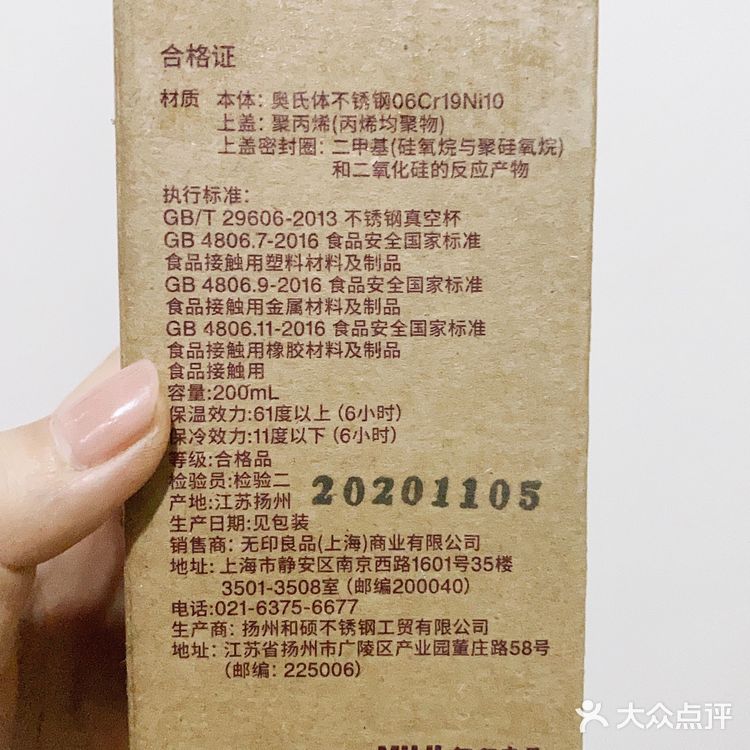 合格证
材质 本体：奥氏体不锈钢06Cr19Ni10
上盖：聚丙烯(丙烯均聚物)
上盖密封圈：二甲基(硅氧烷与聚硅氧烷)
和二氧化硅的反应产物
执行标准：
GB/T 29606-2013 不锈钢真空杯
GB 4806.7-2016 食品安全国家标准
食品接触用塑料材料及制品
GB 4806.9-2016 食品安全国家标准
食品接触用金属材料及制品
GB 4806.11-2016 食品安全国家标准
食品接触用橡胶材料及制品
食品接触用
容量:200mL
保温效力:61度以上 (6小时)
保冷效力:11度以下 (6小时)
等级:合格品
检验员:检验二
产地:江苏扬州
20201105
生产日期:见包装
销售商：无印良品(上海)商业有限公司
地址：上海市静安区南京西路1601号35楼
3501-3508室 (邮编200040)
电话:021-6375-6677
生产商：扬州和硕不锈钢工贸有限公司
地址：江苏省扬州市广陵区产业园董庄路58号
(邮编：225006)
大众点评